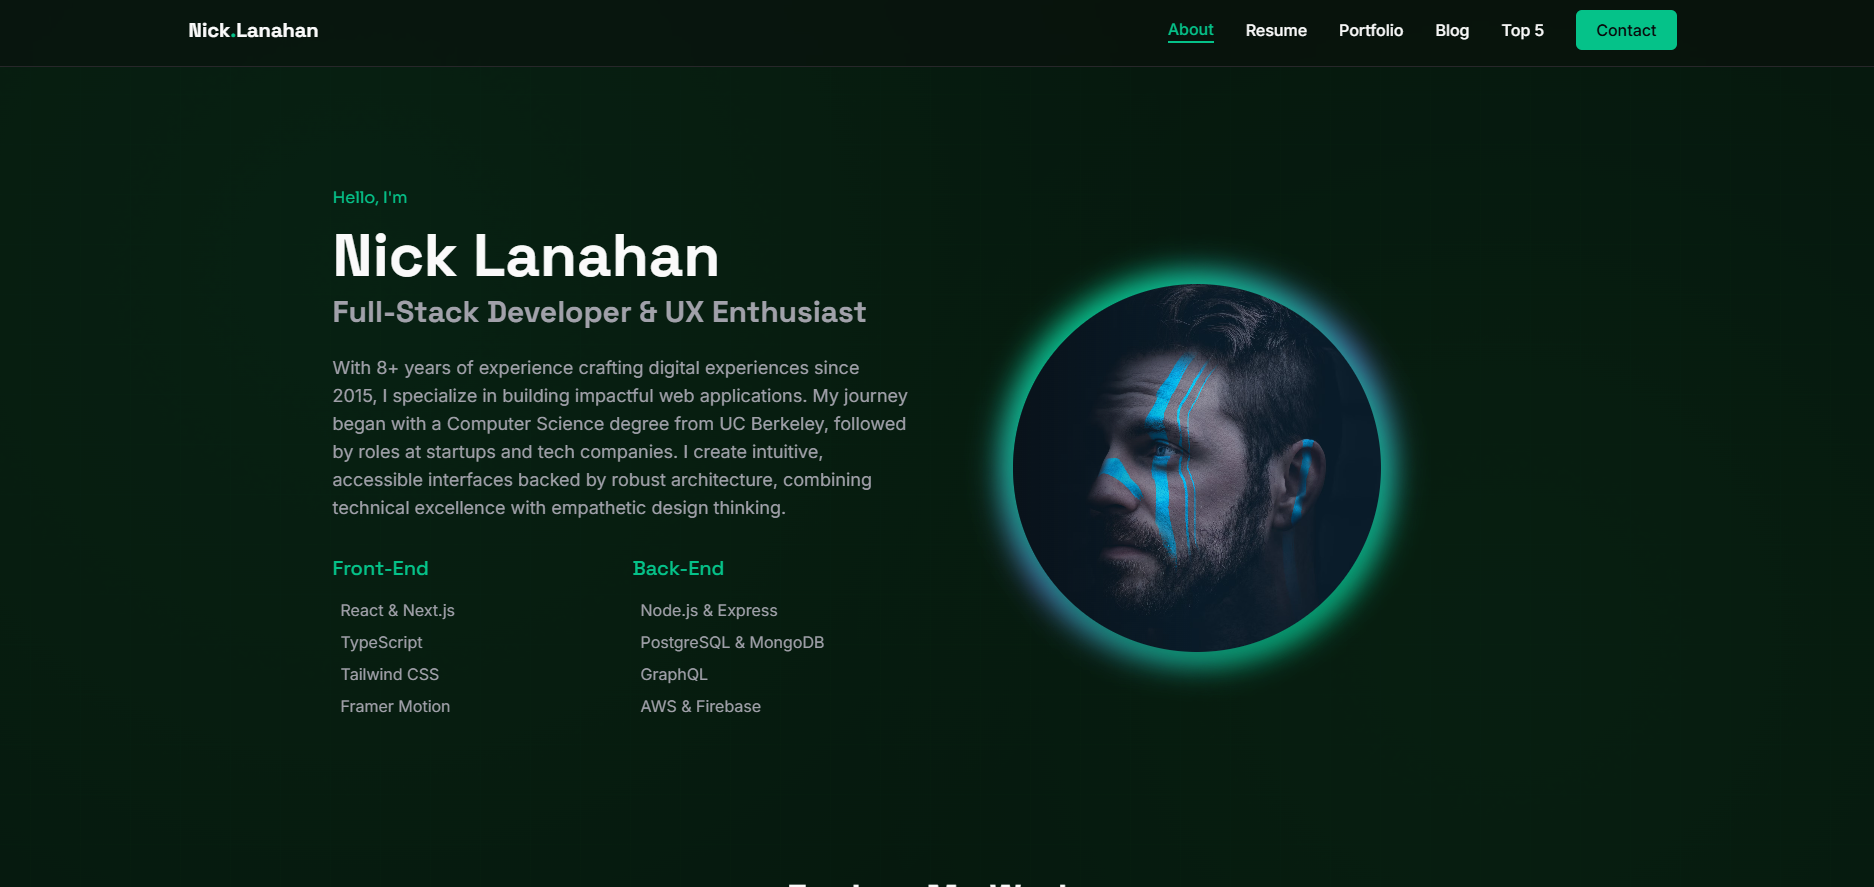 Nick.Lanahan
About
Resume
Portfolio
Blog
Top 5
Contact
Hello, I'm
Nick Lanahan
Full-Stack Developer & UX Enthusiast
With 8+ years of experience crafting digital experiences since
2015, I specialize in building impactful web applications. My journey
began with a Computer Science degree from UC Berkeley, followed
by roles at startups and tech companies. I create intuitive,
accessible interfaces backed by robust architecture, combining
technical excellence with empathetic design thinking.
Front-End
React & Next.js
TypeScript
Tailwind CSS
Framer Motion
Back-End
Node.js & Express
PostgreSQL & MongoDB
GraphQL
AWS & Firebase